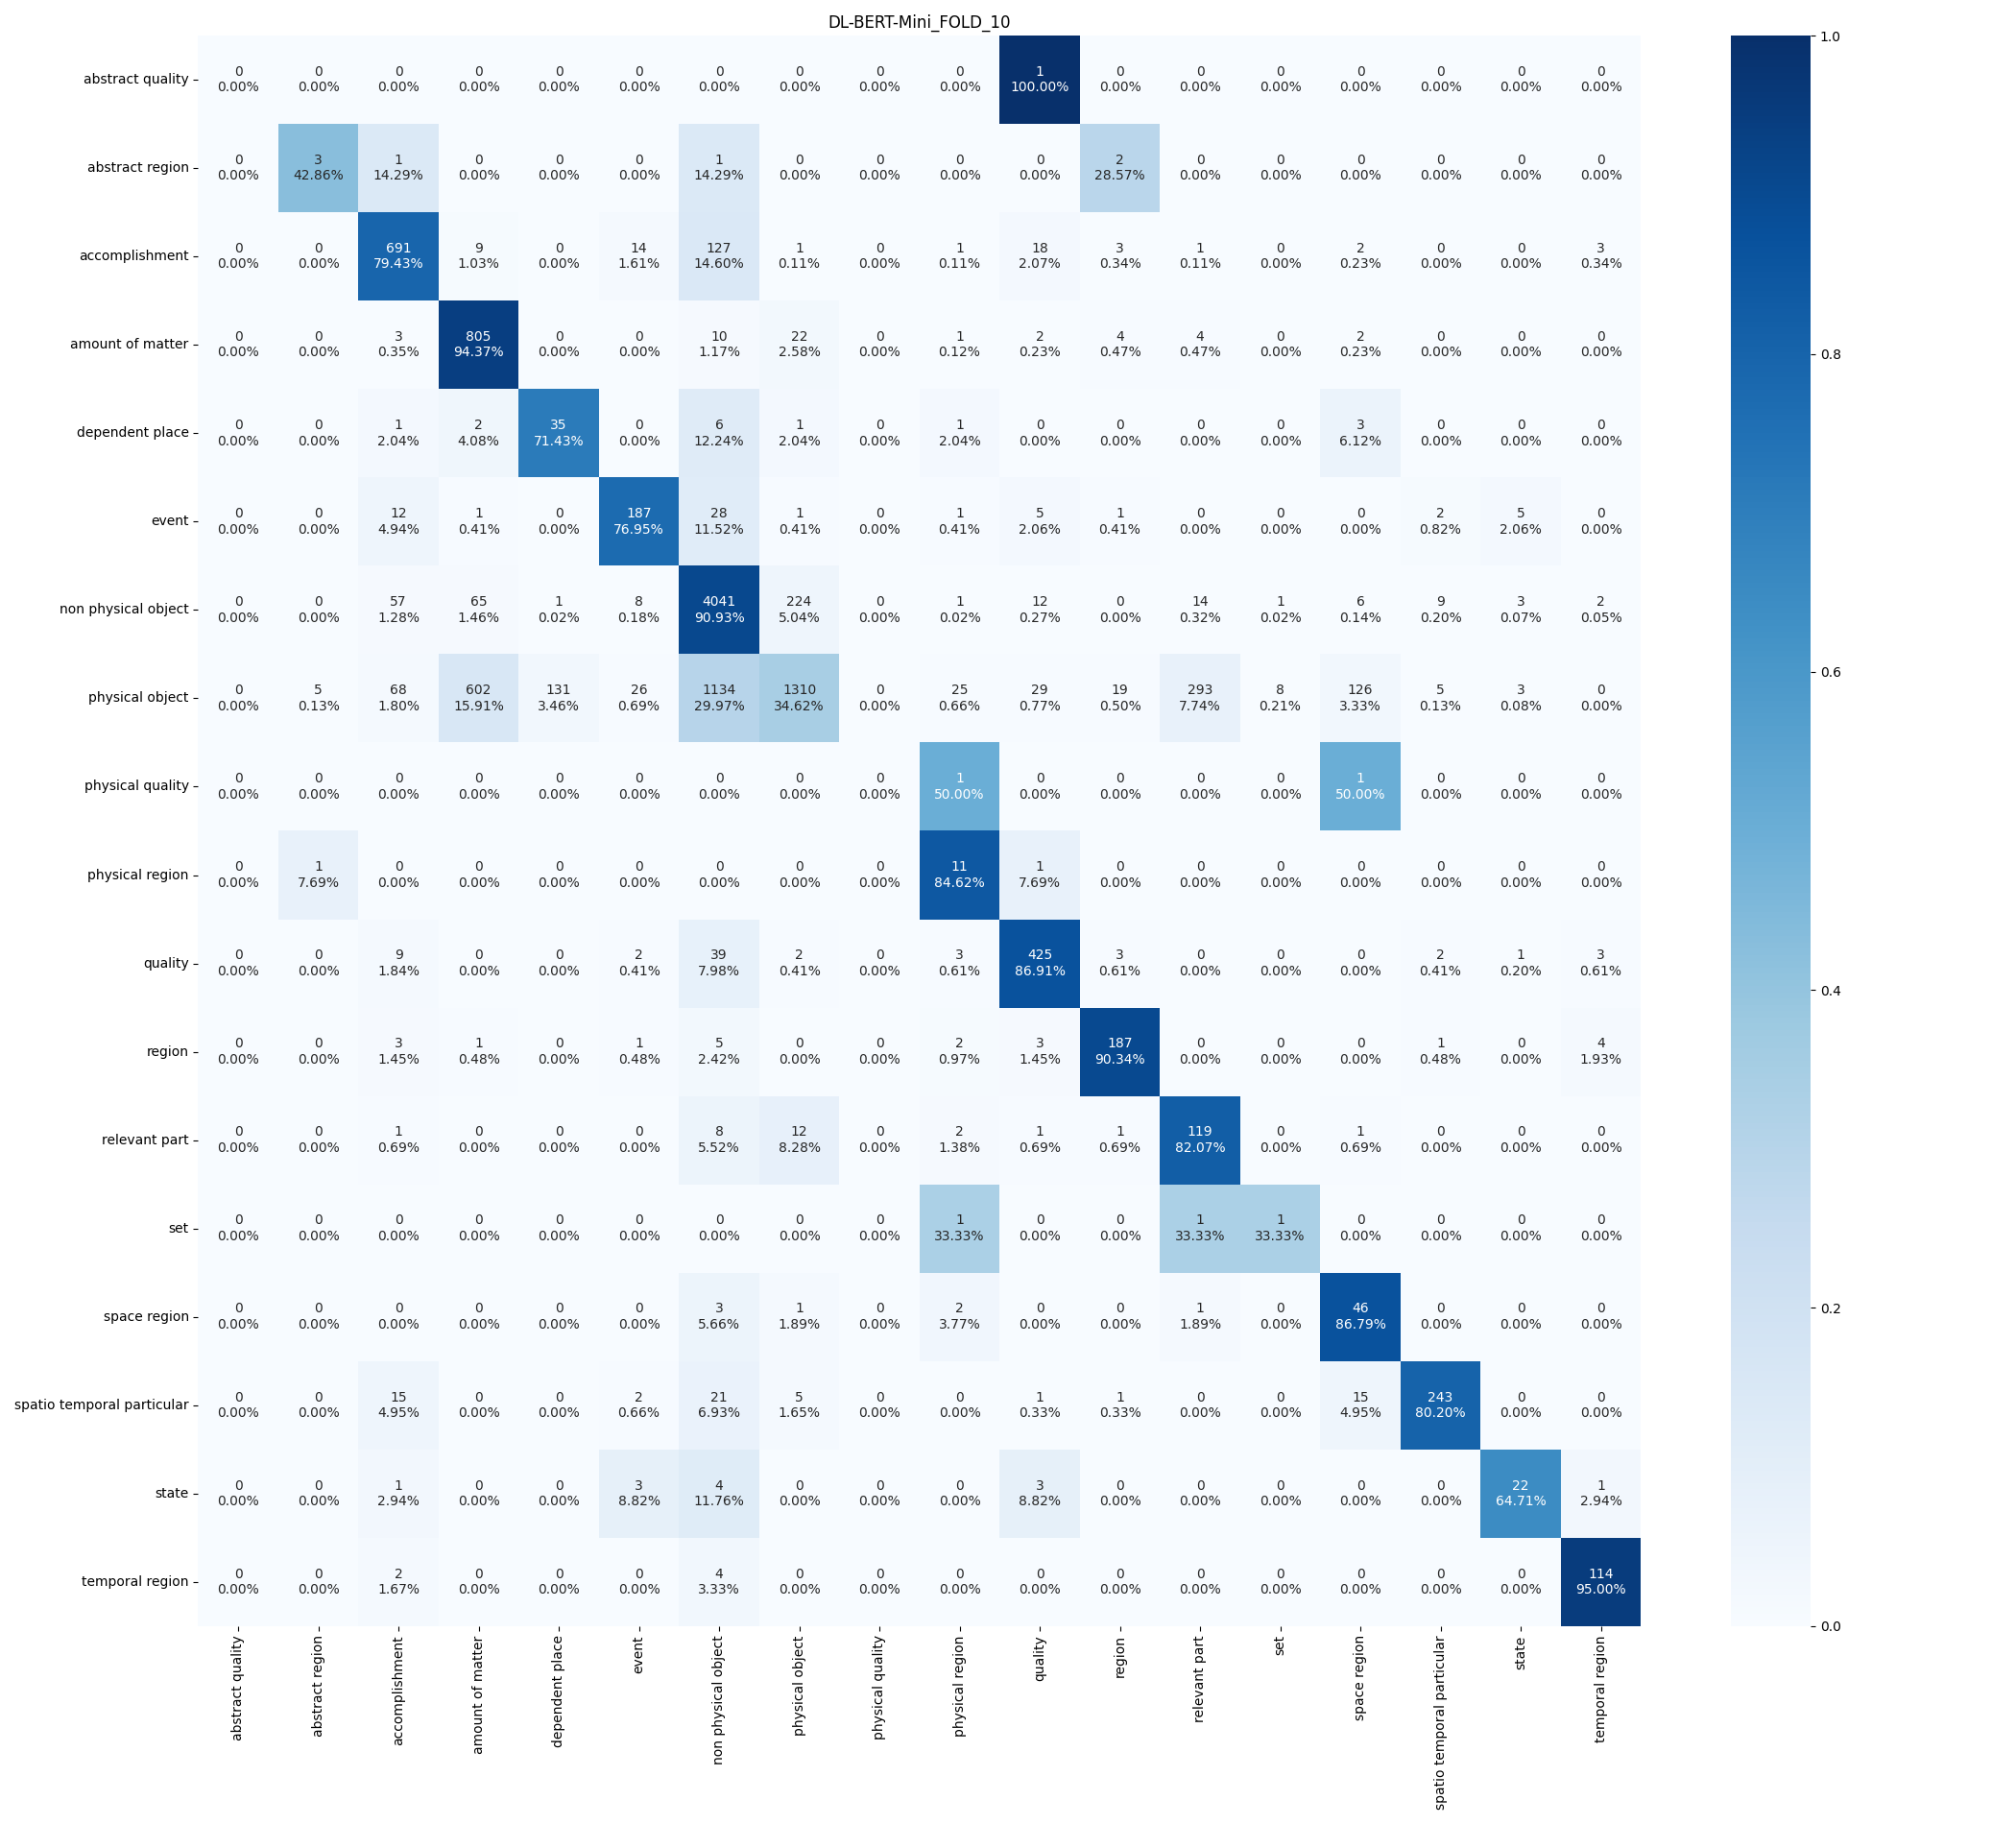 DL-BERT-Mini_FOLD_10
abstract quality
0 0 0 0 0 0 0 0 0 0 1 0 0 0 0 0 0 0
0.00% 0.00% 0.00% 0.00% 0.00% 0.00% 0.00% 0.00% 0.00% 0.00% 100.00% 0.00% 0.00% 0.00% 0.00% 0.00% 0.00% 0.00%
abstract region
0 3 1 0 0 0 1 0 0 0 0 2 0 0 0 0 0 0
0.00% 42.86% 14.29% 0.00% 0.00% 0.00% 14.29% 0.00% 0.00% 0.00% 0.00% 28.57% 0.00% 0.00% 0.00% 0.00% 0.00% 0.00%
accomplishment
0 0 691 9 0 14 127 1 0 1 18 3 1 0 2 0 0 3
0.00% 0.00% 79.43% 1.03% 0.00% 1.61% 14.60% 0.11% 0.00% 0.11% 2.07% 0.34% 0.11% 0.00% 0.23% 0.00% 0.00% 0.34%
amount of matter
0 0 3 805 0 0 10 22 0 1 2 4 4 0 2 0 0 0
0.00% 0.00% 0.35% 94.37% 0.00% 0.00% 1.17% 2.58% 0.00% 0.12% 0.23% 0.47% 0.47% 0.00% 0.23% 0.00% 0.00% 0.00%
dependent place
0 0 1 2 35 0 6 1 0 1 0 0 0 0 3 0 0 0
0.00% 0.00% 2.04% 4.08% 71.43% 0.00% 12.24% 2.04% 0.00% 2.04% 0.00% 0.00% 0.00% 0.00% 6.12% 0.00% 0.00% 0.00%
event
0 0 12 1 0 187 28 1 0 1 5 1 0 0 0 2 5 0
0.00% 0.00% 4.94% 0.41% 0.00% 76.95% 11.52% 0.41% 0.00% 0.41% 2.06% 0.41% 0.00% 0.00% 0.00% 0.82% 2.06% 0.00%
non physical object
0 0 57 65 1 8 4041 224 0 1 12 0 14 1 6 9 3 2
0.00% 0.00% 1.28% 1.46% 0.02% 0.18% 90.93% 5.04% 0.00% 0.02% 0.27% 0.00% 0.32% 0.02% 0.14% 0.20% 0.07% 0.05%
physical object
0 5 68 602 131 26 1134 1310 0 25 29 19 293 8 126 5 3 0
0.00% 0.13% 1.80% 15.91% 3.46% 0.69% 29.97% 34.62% 0.00% 0.66% 0.77% 0.50% 7.74% 0.21% 3.33% 0.13% 0.08% 0.00%
physical quality
0 0 0 0 0 0 0 0 0 1 0 0 0 0 1 0 0 0
0.00% 0.00% 0.00% 0.00% 0.00% 0.00% 0.00% 0.00% 0.00% 50.00% 0.00% 0.00% 0.00% 0.00% 50.00% 0.00% 0.00% 0.00%
physical region
0 1 0 0 0 0 0 0 0 11 1 0 0 0 0 0 0 0
0.00% 7.69% 0.00% 0.00% 0.00% 0.00% 0.00% 0.00% 0.00% 84.62% 7.69% 0.00% 0.00% 0.00% 0.00% 0.00% 0.00% 0.00%
quality
0 0 9 0 0 2 39 2 0 3 425 3 0 0 0 2 1 3
0.00% 0.00% 1.84% 0.00% 0.00% 0.41% 7.98% 0.41% 0.00% 0.61% 86.91% 0.61% 0.00% 0.00% 0.00% 0.41% 0.20% 0.61%
region
0 0 3 1 0 1 5 0 0 2 3 187 0 0 0 1 0 4
0.00% 0.00% 1.45% 0.48% 0.00% 0.48% 2.42% 0.00% 0.00% 0.97% 1.45% 90.34% 0.00% 0.00% 0.00% 0.48% 0.00% 1.93%
relevant part
0 0 1 0 0 0 8 12 0 2 1 1 119 0 1 0 0 0
0.00% 0.00% 0.69% 0.00% 0.00% 0.00% 5.52% 8.28% 0.00% 1.38% 0.69% 0.69% 82.07% 0.00% 0.69% 0.00% 0.00% 0.00%
set
0 0 0 0 0 0 0 0 0 1 0 0 1 1 0 0 0 0
0.00% 0.00% 0.00% 0.00% 0.00% 0.00% 0.00% 0.00% 0.00% 33.33% 0.00% 0.00% 33.33% 33.33% 0.00% 0.00% 0.00% 0.00%
space region
0 0 0 0 0 0 3 1 0 2 0 0 1 0 46 0 0 0
0.00% 0.00% 0.00% 0.00% 0.00% 0.00% 5.66% 1.89% 0.00% 3.77% 0.00% 0.00% 1.89% 0.00% 86.79% 0.00% 0.00% 0.00%
spatio temporal particular
0 0 15 0 0 2 21 5 0 0 1 1 0 0 15 243 0 0
0.00% 0.00% 4.95% 0.00% 0.00% 0.66% 6.93% 1.65% 0.00% 0.00% 0.33% 0.33% 0.00% 0.00% 4.95% 80.20% 0.00% 0.00%
state
0 0 1 0 0 3 4 0 0 0 3 0 0 0 0 0 22 1
0.00% 0.00% 2.94% 0.00% 0.00% 8.82% 11.76% 0.00% 0.00% 0.00% 8.82% 0.00% 0.00% 0.00% 0.00% 0.00% 64.71% 2.94%
temporal region
0 0 2 0 0 0 4 0 0 0 0 0 0 0 0 0 0 114
0.00% 0.00% 1.67% 0.00% 0.00% 0.00% 3.33% 0.00% 0.00% 0.00% 0.00% 0.00% 0.00% 0.00% 0.00% 0.00% 0.00% 95.00%
abstract quality
abstract region
accomplishment
amount of matter
dependent place
event
non physical object
physical object
physical quality
physical region
quality
region
relevant part
set
space region
spatio temporal particular
state
temporal region
1.0
0.8
0.6
0.4
0.2
0.0